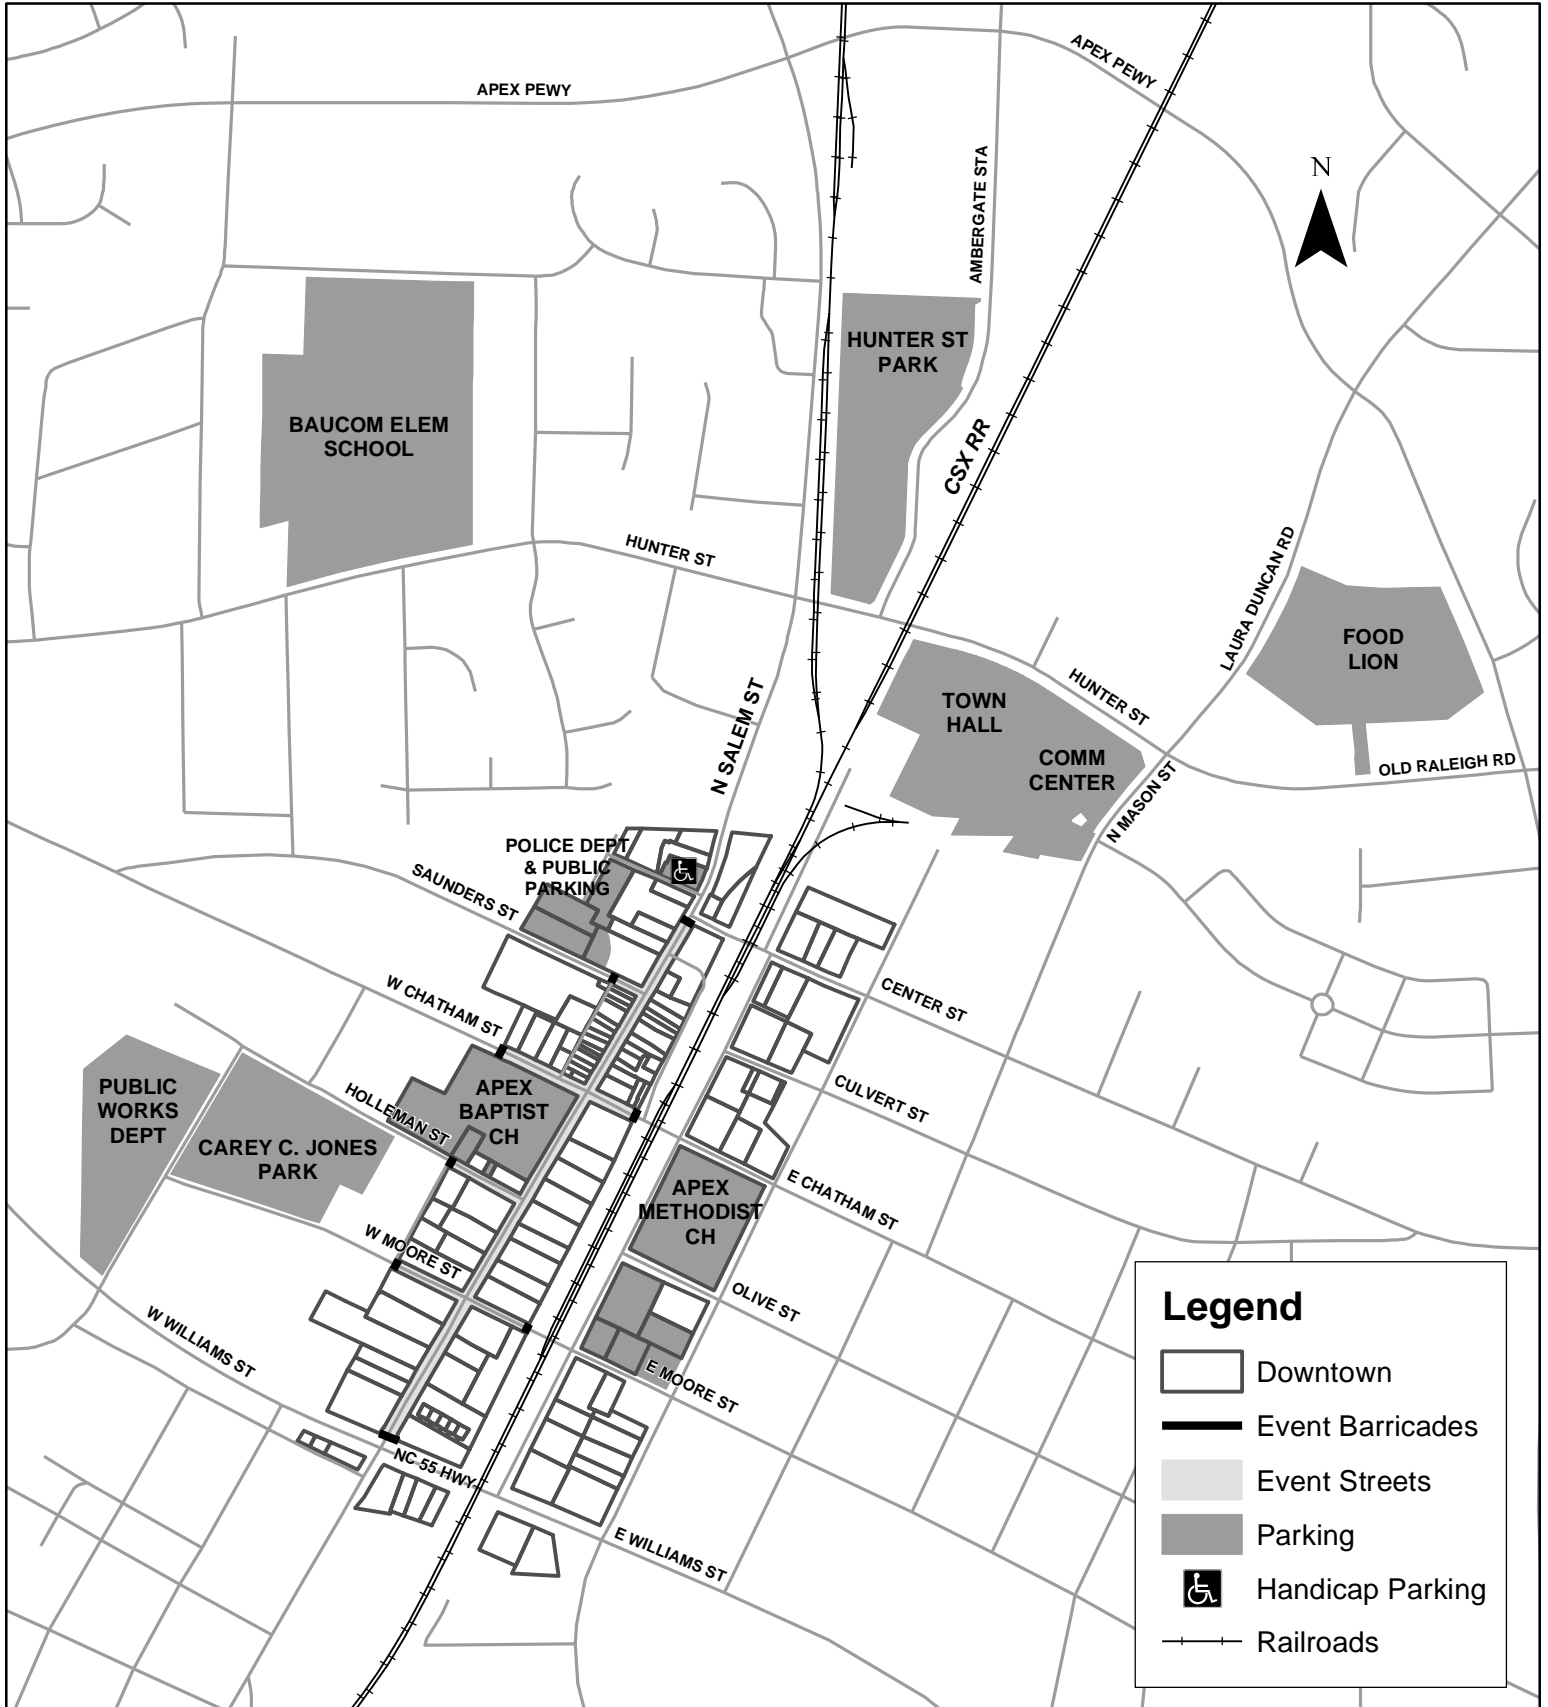 APEX PEWY
APEX PEWY
N
AMBERGATE STA
HUNTER ST
PARK
BAUCOM ELEM
SCHOOL
CSX RR
HUNTER ST
LAURA DUNCAN RD
FOOD
LION
N SALEM ST
TOWN
HALL
HUNTER ST
COMM
CENTER
OLD RALEIGH RD
N MASON ST
POLICE DEPT
& PUBLIC
PARKING
SAUNDERS ST
W CHATHAM ST
CENTER ST
PUBLIC
WORKS
DEPT
APEX
BAPTIST
CH
CULVERT ST
HOLLEMAN ST
CAREY C. JONES
PARK
APEX
METHODIST
CH
E CHATHAM ST
W MOORE ST
OLIVE ST
W WILLIAMS ST
E MOORE ST
NC 55 HWY
E WILLIAMS ST
Legend
Downtown
Event Barricades
Event Streets
Parking
Handicap Parking
Railroads